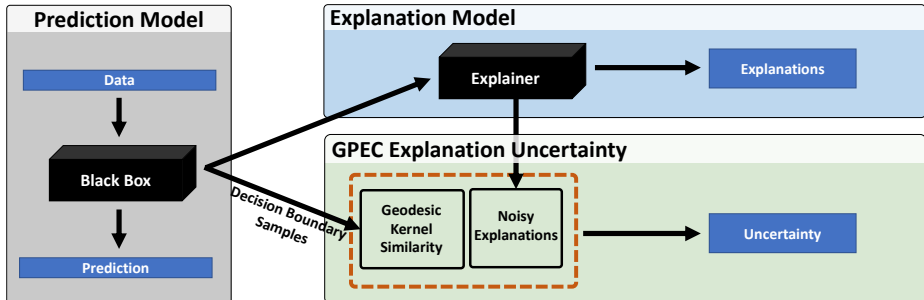 Prediction Model
Data
Black Box
Prediction
Decision Boundary
Samples
Explanation Model
Explainer
Explanations
GPEC Explanation Uncertainty
Geodesic
Kernel
Similarity
Noisy
Explanations
Uncertainty